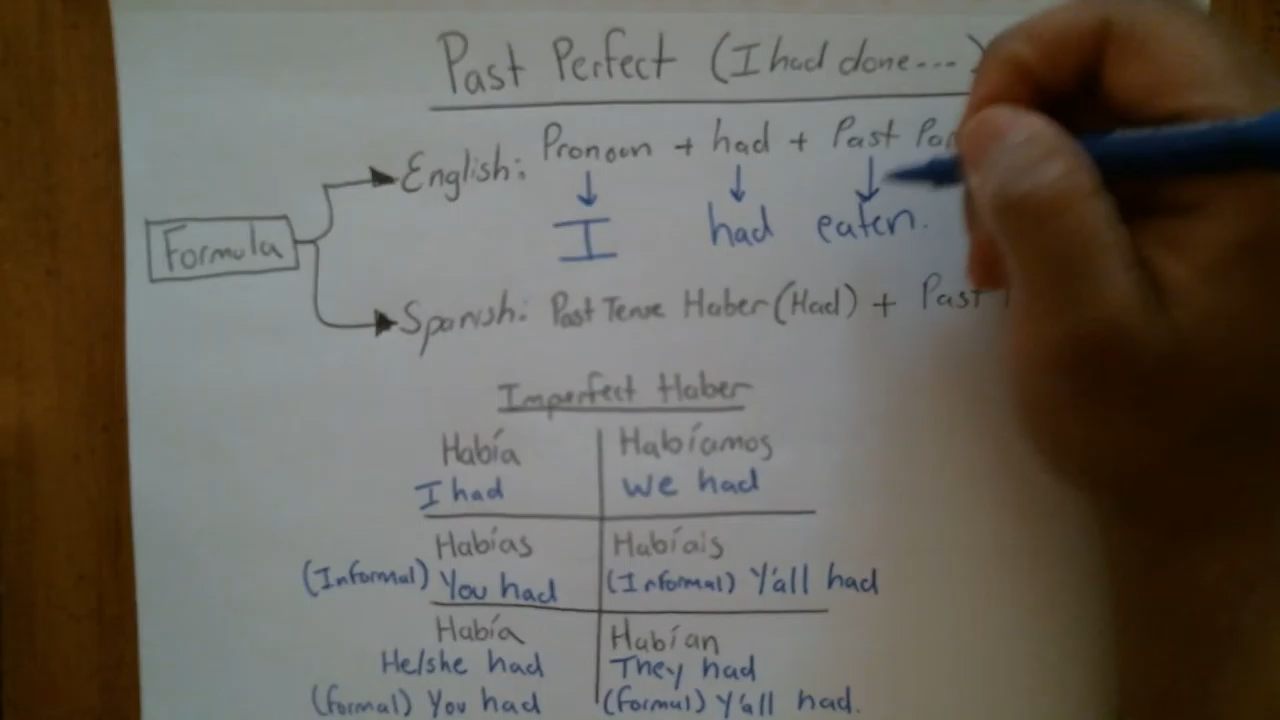 Past Perfect (I had done...)
English: Pronoun + had + Past
I had eaten.
Formula
Spanish: Past Tense Haber (Had) + Past
Imperfect Haber
Había Habíamos
I had We had
Habías Habíais
(Informal) You had (Informal) Y'all had
Había Habían
He/she had They had
(Formal) You had (Formal) Y'all had.